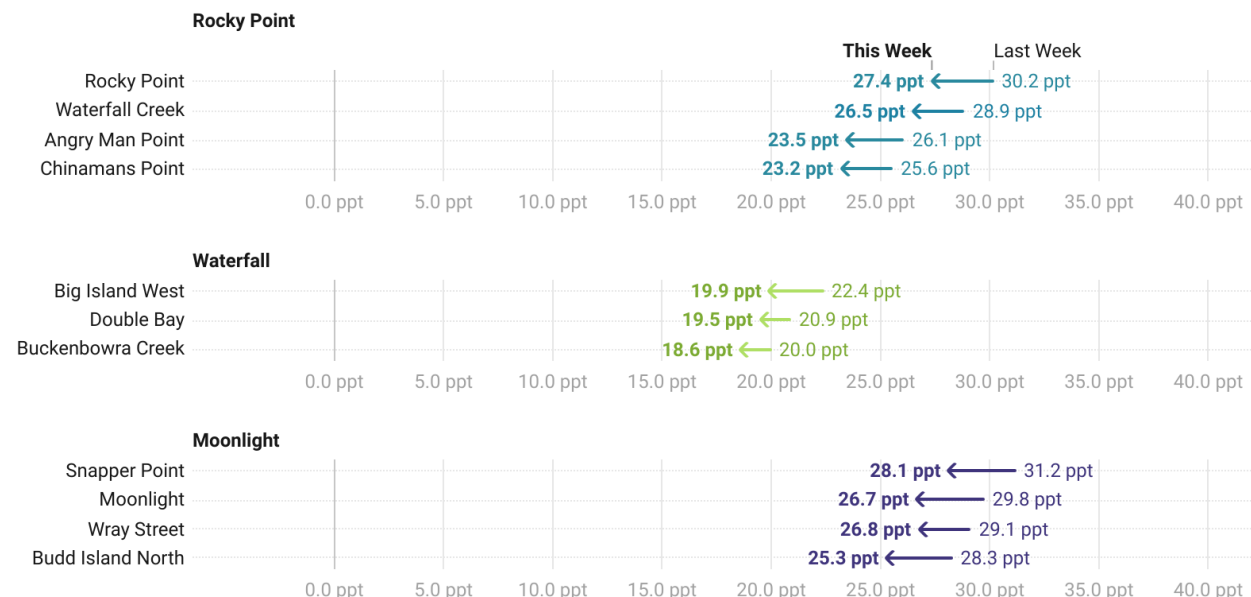 Rocky Point
This Week Last Week
Rocky Point 27.4 ppt 30.2 ppt
Waterfall Creek 26.5 ppt 28.9 ppt
Angry Man Point 23.5 ppt 26.1 ppt
Chinamans Point 23.2 ppt 25.6 ppt
0.0 ppt 5.0 ppt 10.0 ppt 15.0 ppt 20.0 ppt 25.0 ppt 30.0 ppt 35.0 ppt 40.0 ppt
Waterfall
Big Island West 19.9 ppt 22.4 ppt
Double Bay 19.5 ppt 20.9 ppt
Buckenbowra Creek 18.6 ppt 20.0 ppt
0.0 ppt 5.0 ppt 10.0 ppt 15.0 ppt 20.0 ppt 25.0 ppt 30.0 ppt 35.0 ppt 40.0 ppt
Moonlight
Snapper Point 28.1 ppt 31.2 ppt
Moonlight 26.7 ppt 29.8 ppt
Wray Street 26.8 ppt 29.1 ppt
Budd Island North 25.3 ppt 28.3 ppt
0.0 ppt 5.0 ppt 10.0 ppt 15.0 ppt 20.0 ppt 25.0 ppt 30.0 ppt 35.0 ppt 40.0 ppt